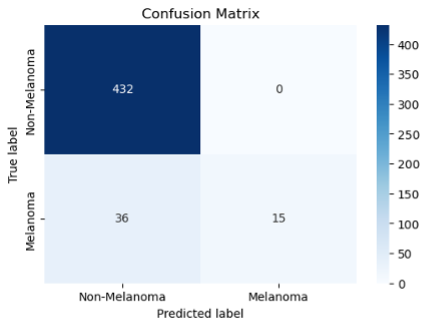 Confusion Matrix
True label
Non-Melanoma
432
0
Melanoma
36
15
Non-Melanoma
Melanoma
Predicted label
400
350
300
250
200
150
100
50
0